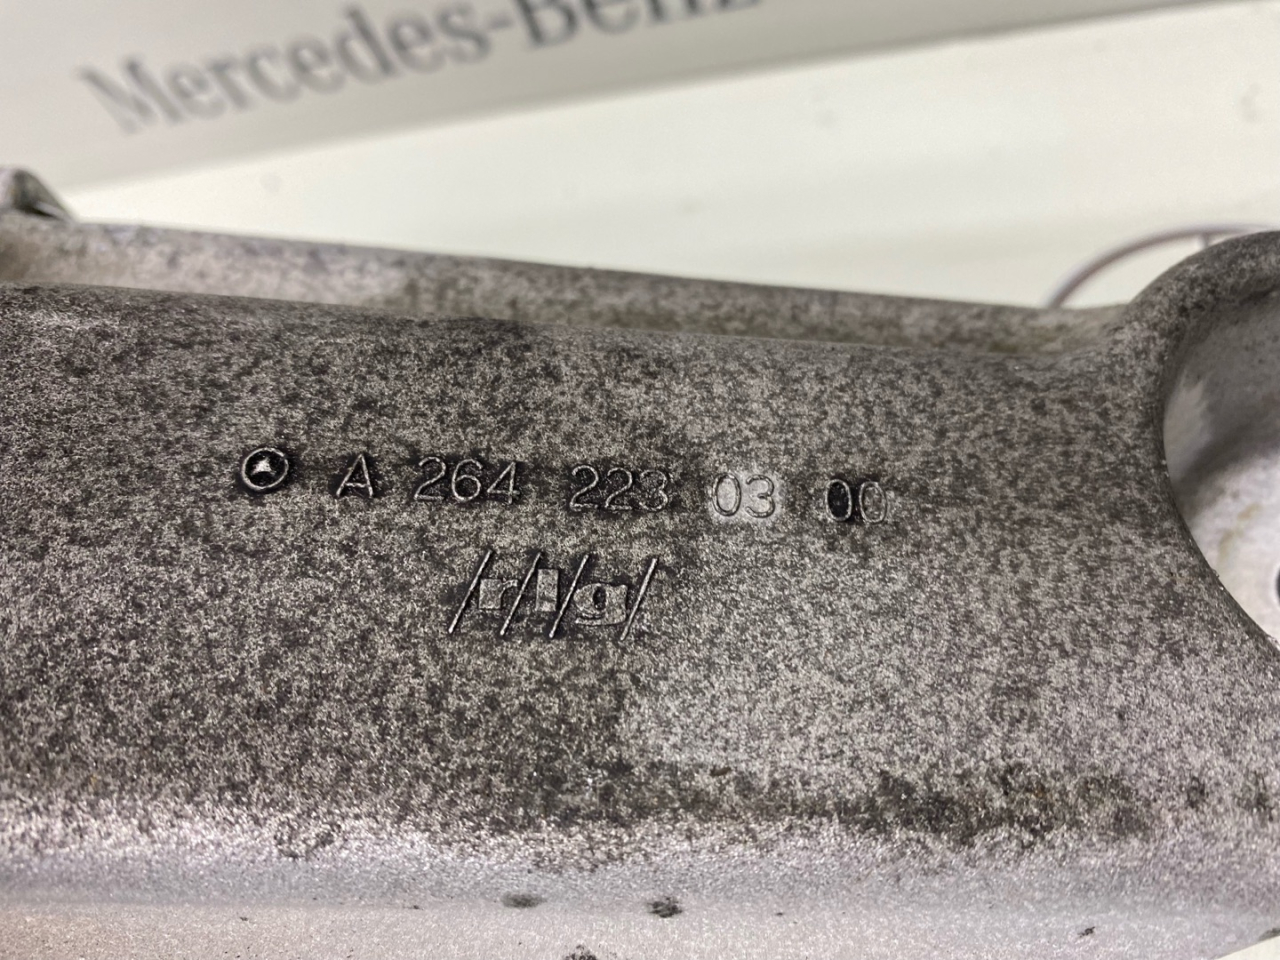 Mercedes-Benz
A 264 223 03 00
r/l/g